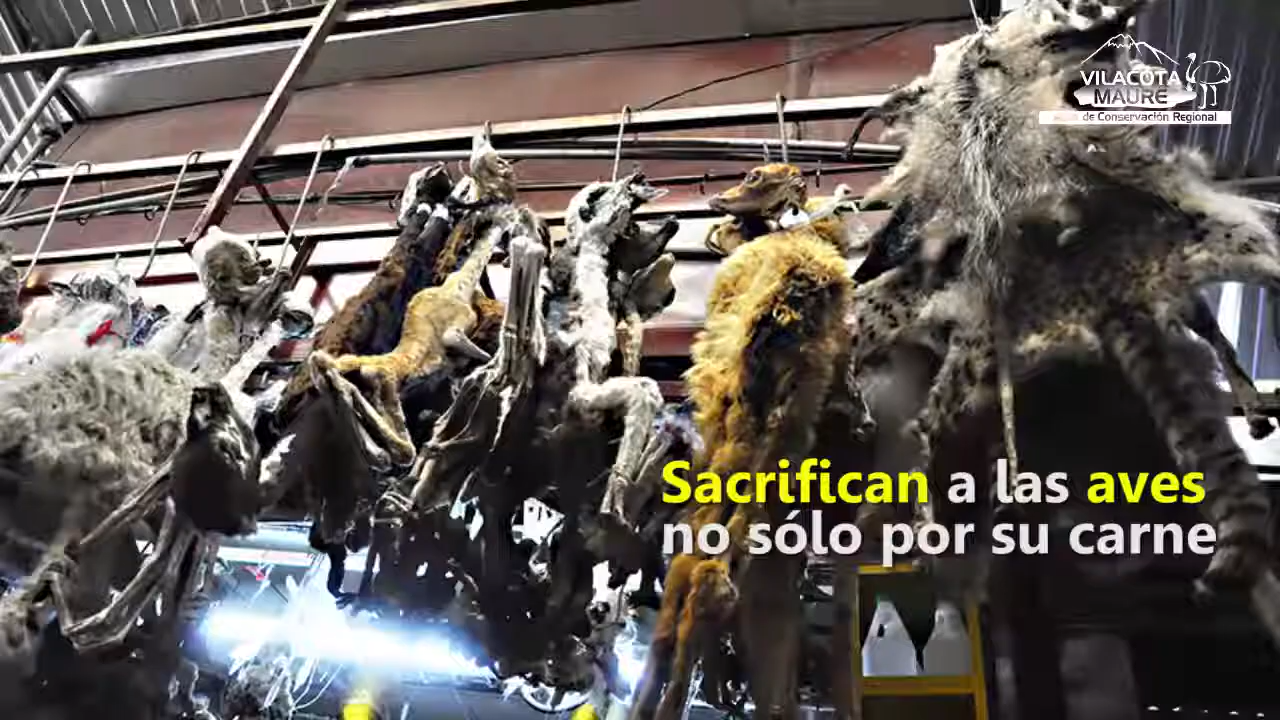 VILACOTA
MAURE
de Conservación Regional
Sacrifican a las aves
no sólo por su carne